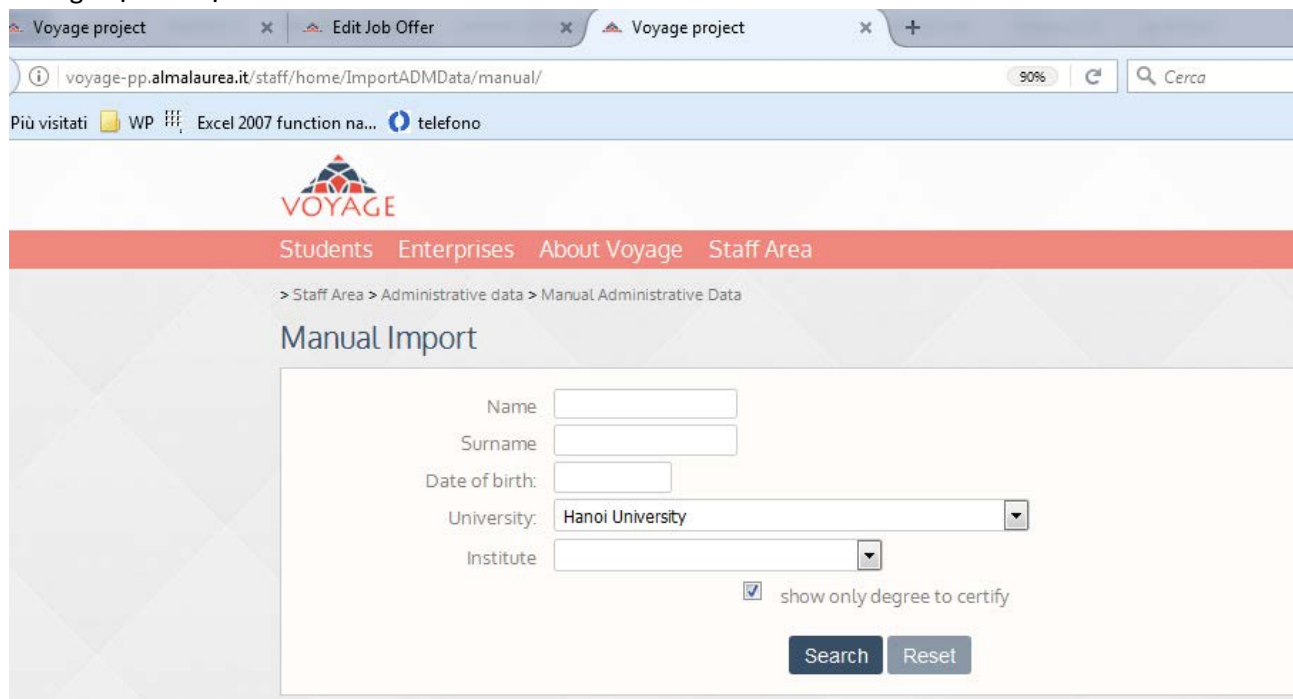 Voyage project
Edit Job Offer
Voyage project
voyage-pp.almalaurea.it/staff/home/ImportADMData/manual/
90%
Cerca
Più visitati
WP
Excel 2007 function na...
telefono
VOYAGE
Students Enterprises About Voyage Staff Area
> Staff Area > Administrative data > Manual Administrative Data
Manual Import
Name
Surname
Date of birth:
University: Hanoi University
Institute
show only degree to certify
Search Reset